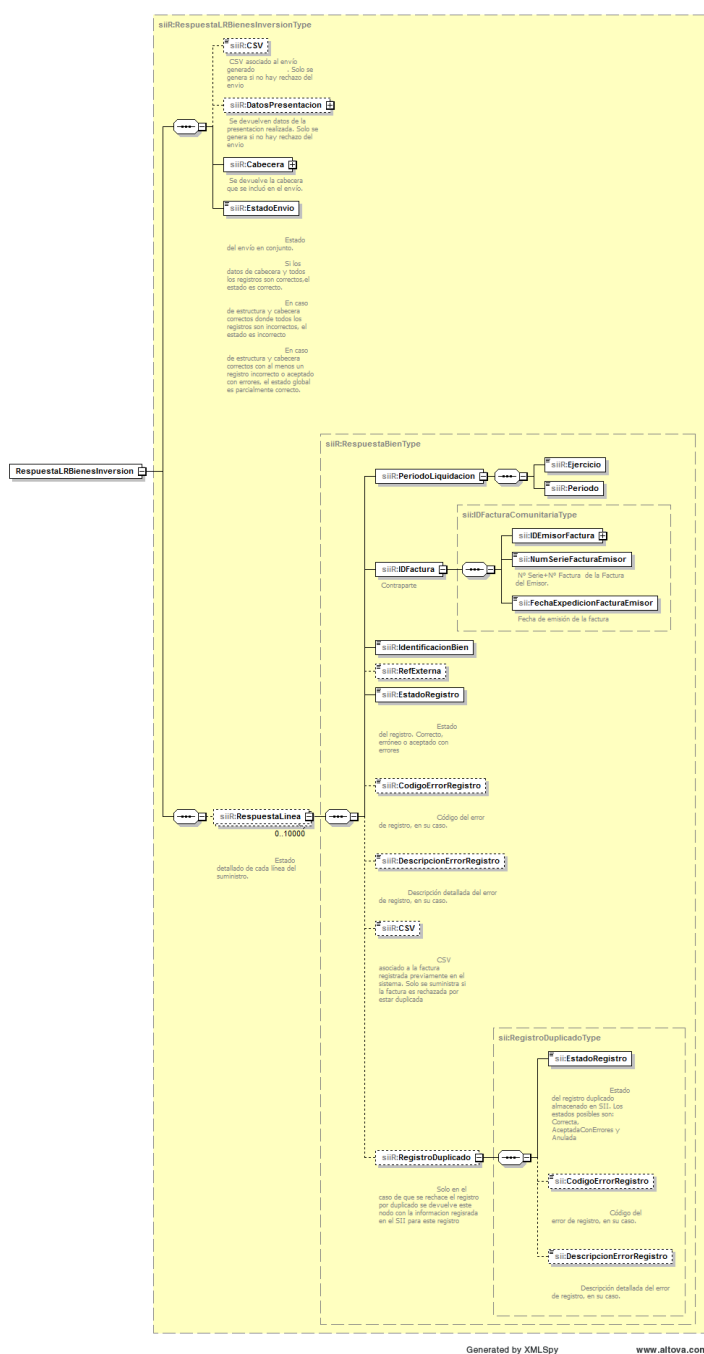 siiR:RespuestaLRBienesInversionType
siiR:CSV
CSV asociado al envío
generado . Solo se
genera si no hay rechazo del
envio
siiR:DatosPresentacion
Se devuelven datos de la
presentacion realizada. Solo se
genera si no hay rechazo del
envio
siiR:Cabecera
Se devuelve la cabecera
que se incluó en el envío.
siiR:EstadoEnvio
Estado
del envío en conjunto.
Si los
datos de cabecera y todos
los registros son correctos,el
estado es correcto.
En caso
de estructura y cabecera
correctos donde todos los
registros son incorrectos, el
estado es incorrecto
En caso
de estructura y cabecera
correctos con al menos un
registro incorrecto o aceptado
con errores, el estado global
es parcialmente correcto.
RespuestaLRBienesInversion
siiR:RespuestaBienType
siiR:PeriodoLiquidacion
siiR:Ejercicio
siiR:Periodo
sii:IDFacturaComunitariaType
siiR:IDFactura
Contraparte
sii:IDEmisorFactura
sii:NumSerieFacturaEmisor
Nº Serie+Nº Factura de la Factura
del Emisor.
sii:FechaExpedicionFacturaEmisor
Fecha de emisión de la factura
siiR:IdentificacionBien
siiR:RefExterna
siiR:EstadoRegistro
Estado
del registro. Correcto,
erróneo o aceptado con
errores
siiR:CodigoErrorRegistro
Código del error
de registro, en su caso.
siiR:RespuestaLinea
0..10000
Estado
detallado de cada línea del
suministro.
siiR:DescripcionErrorRegistro
Descripción detallada del error
de registro, en su caso.
siiR:CSV
CSV
asociado a la factura
registrada previamente en el
sistema. Solo se suministra si
la factura es rechazada por
estar duplicada
sii:RegistroDuplicadoType
sii:EstadoRegistro
Estado
del registro duplicado
almacenado en SII. Los
estados posibles son:
Correcta,
AceptadaConErrores y
Anulada
siiR:RegistroDuplicado
Solo en el
caso de que se rechace el registro
por duplicado se devuelve este
nodo con la informacion regisrada
en el SII para este registro
sii:CodigoErrorRegistro
Código del
error de registro, en su caso.
sii:DescripcionErrorRegistro
Descripción detallada del error
de registro, en su caso.
Generated by XMLSpy
www.altova.com